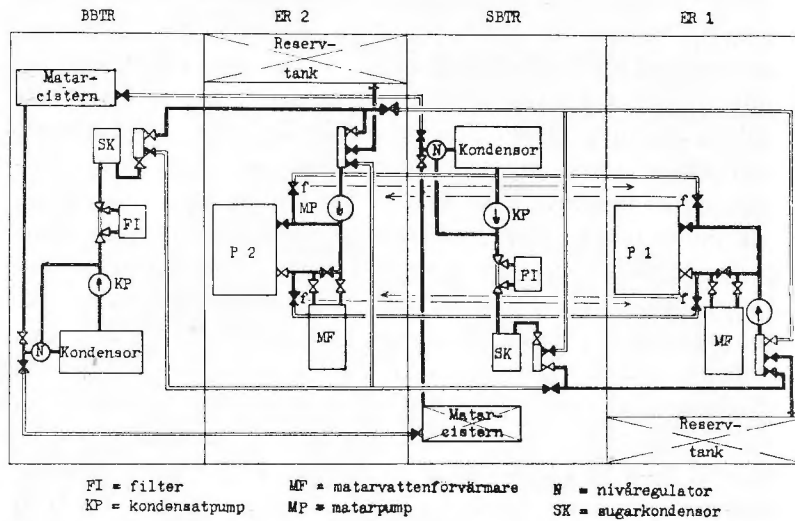 BBTR
ER 2
SBTR
ER 1
Reserv-
tank
Matar-
cistern
SK
FI
KP
N
Kondensor
f
MP
P 2
f
MF
N
Kondensor
KP
FI
SK
Matar-
cistern
f
P 1
f
MF
Reserv-
tank
FI = filter
KP = kondensatpump
MF = matarvattenförvärmare
MP = matarpump
N = nivåregulator
SK = sugarkondensor